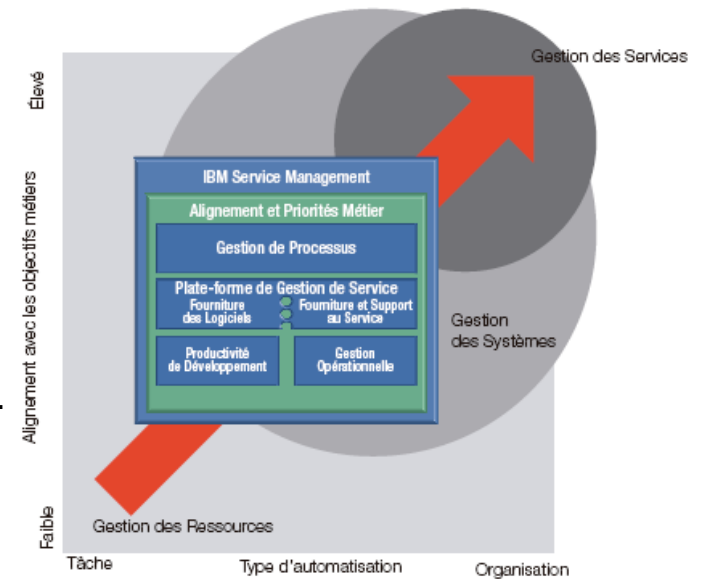 Gestion des Services
Élevé
Alignement avec les objectifs métiers
Faible
IBM Service Management
Alignement et Priorités Métier
Gestion de Processus
Plate-forme de Gestion de Service
Fourniture
des Logiciels
Fourniture et Support
au Service
Productivité
de Développement
Gestion
Opérationnelle
Gestion
des Systèmes
Gestion des Ressources
Tâche
Type d'automatisation
Organisation